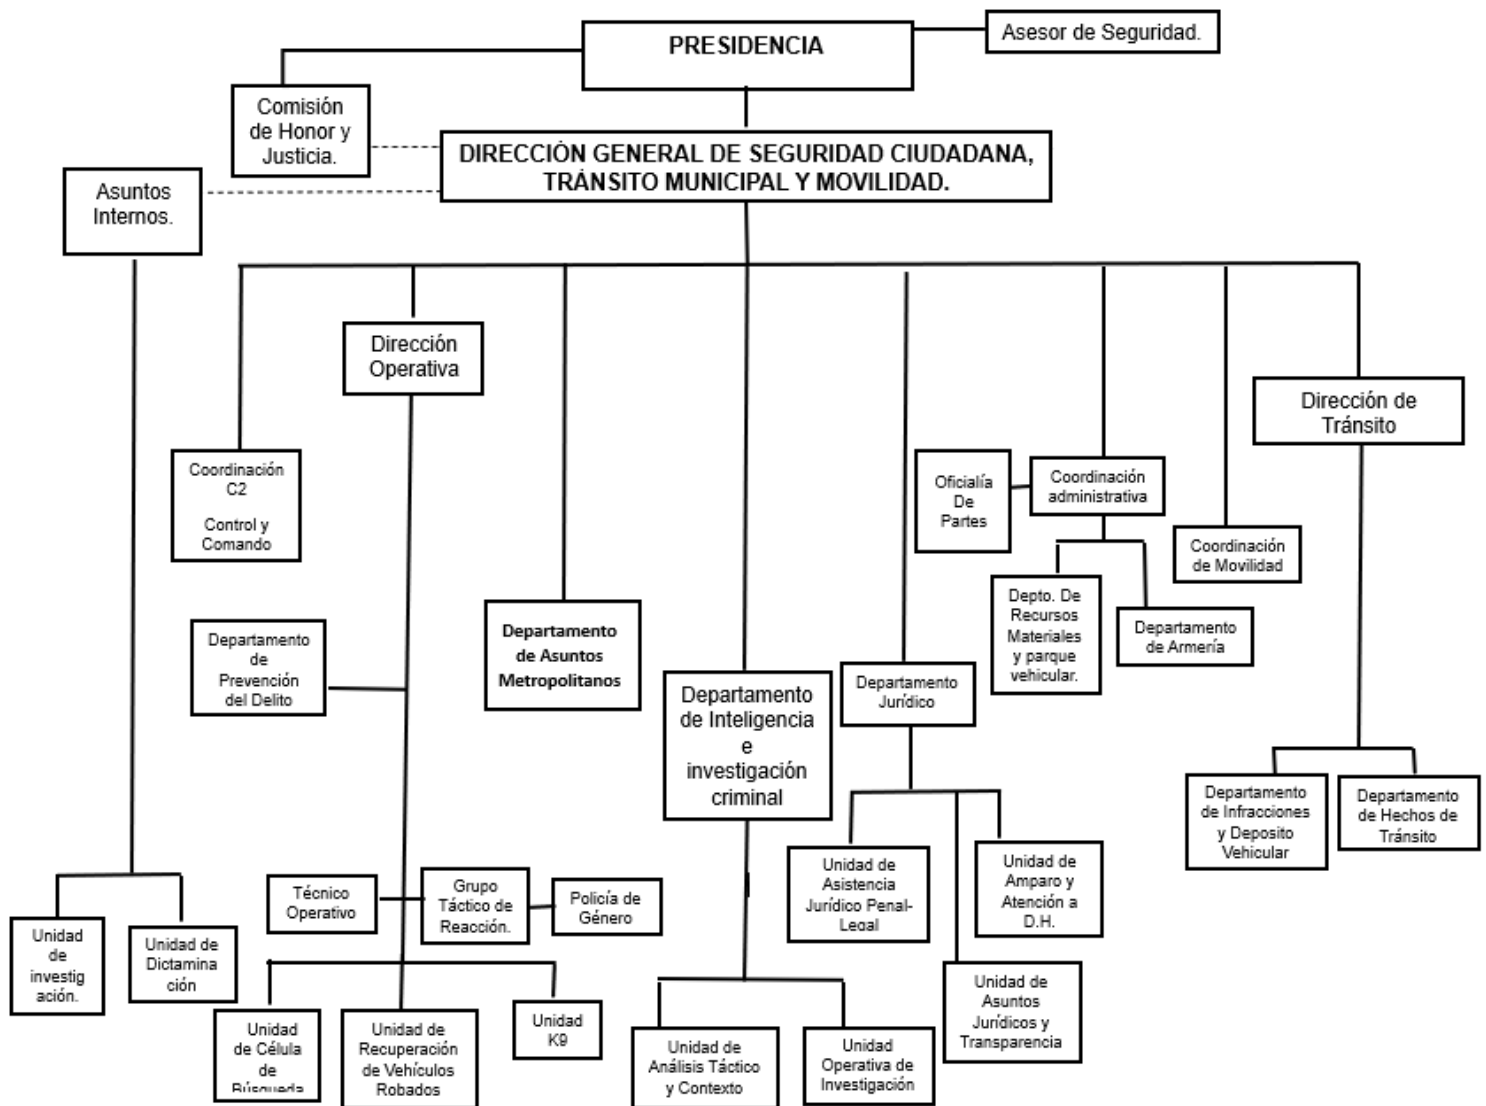 PRESIDENCIA
Asesor de Seguridad.
Comisión
de Honor y
Justicia.
DIRECCIÓN GENERAL DE SEGURIDAD CIUDADANA,
TRÁNSITO MUNICIPAL Y MOVILIDAD.
Asuntos
Internos.
Dirección
Operativa
Dirección de
Tránsito
Coordinación
C2
Control y
Comando
Oficialía
De
Partes
Coordinación
administrativa
Coordinación
de Movilidad
Depto. De
Recursos
Materiales
y parque
vehicular.
Departamento
de Armería
Departamento
de Asuntos
Metropolitanos
Departamento
de
Prevención
del Delito
Departamento
de Inteligencia
e
investigación
criminal
Departamento
Jurídico
Departamento
de Infracciones
y Deposito
Vehicular
Departamento
de Hechos de
Tránsito
Unidad de
Asistencia
Jurídico Penal-
Legal
Unidad de
Amparo y
Atención a
D.H.
Técnico
Operativo
Grupo
Táctico de
Reacción.
Policía de
Género
Unidad
de
investig
ación.
Unidad de
Dictamina
ción
Unidad de
Asuntos
Jurídicos y
Transparencia
Unidad
de Célula
de
Búsqueda
Unidad de
Recuperación
de Vehículos
Robados
Unidad
K9
Unidad de
Análisis Táctico
y Contexto
Unidad
Operativa de
Investigación